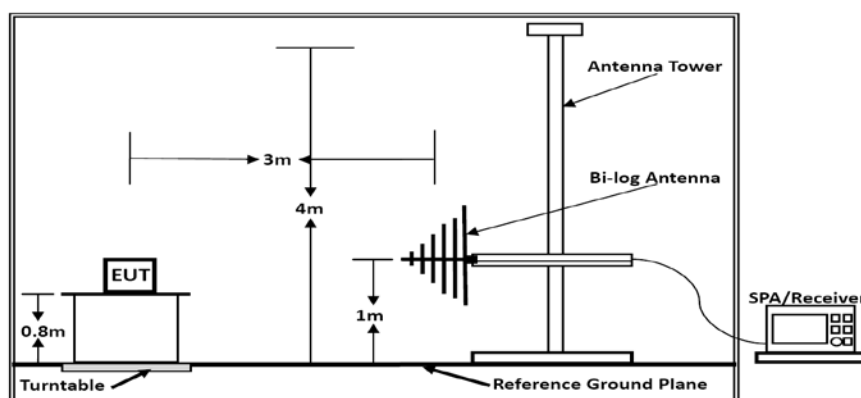 Antenna Tower
3m
Bi-log Antenna
4m
EUT
SPA/Receiver
0.8m
1m
Turntable
Reference Ground Plane